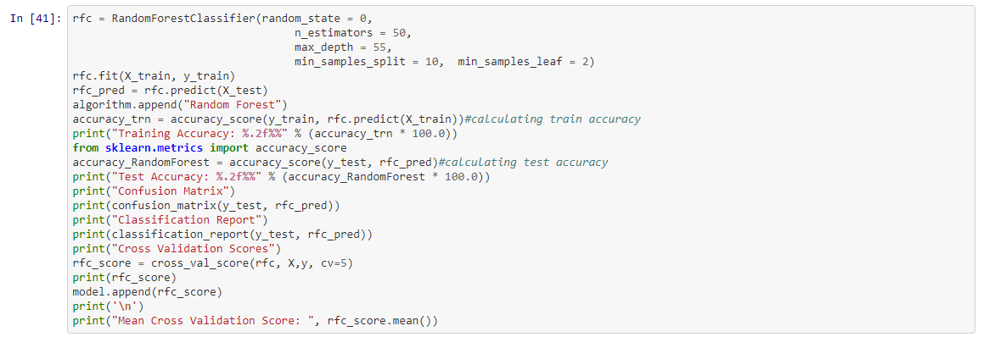 In [41]: rfc = RandomForestClassifier(random_state = 0,
n_estimators = 50,
max_depth = 55,
min_samples_split = 10,  min_samples_leaf = 2)
rfc.fit(X_train, y_train)
rfc_pred = rfc.predict(X_test)
algorithm.append("Random Forest")
accuracy_trn = accuracy_score(y_train, rfc.predict(X_train))#calculating train accuracy
print("Training Accuracy: %.2f%%" % (accuracy_trn * 100.0))
from sklearn.metrics import accuracy_score
accuracy_RandomForest = accuracy_score(y_test, rfc_pred)#calculating test accuracy
print("Test Accuracy: %.2f%%" % (accuracy_RandomForest * 100.0))
print("Confusion Matrix")
print(confusion_matrix(y_test, rfc_pred))
print("Classification Report")
print(classification_report(y_test, rfc_pred))
print("Cross Validation Scores")
rfc_score = cross_val_score(rfc, X,y, cv=5)
print(rfc_score)
model.append(rfc_score)
print('\n')
print("Mean Cross Validation Score: ", rfc_score.mean())